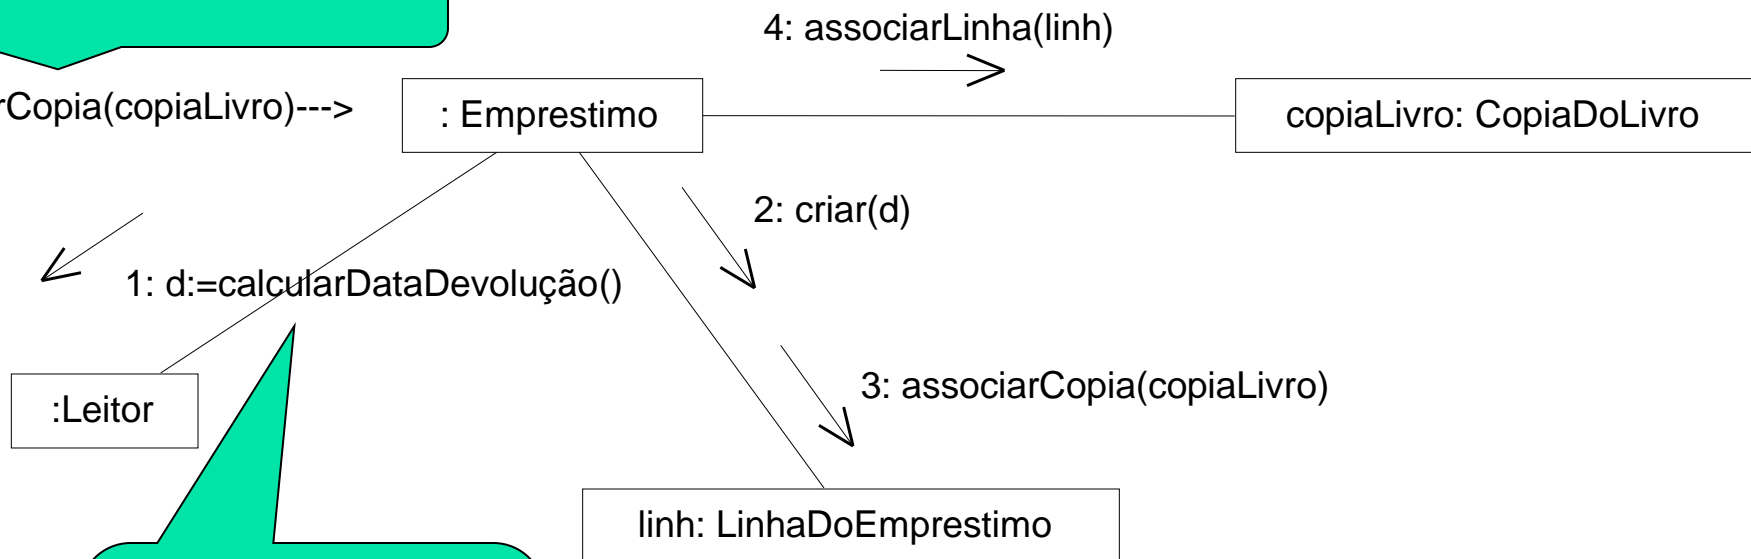 4: associarLinha(linh)
rCopia(copiaLivro)--->
: Emprestimo
copiaLivro: CopiaDoLivro
2: criar(d)
1: d:=calcularDataDevolução()
3: associarCopia(copiaLivro)
:Leitor
linh: LinhaDoEmprestimo